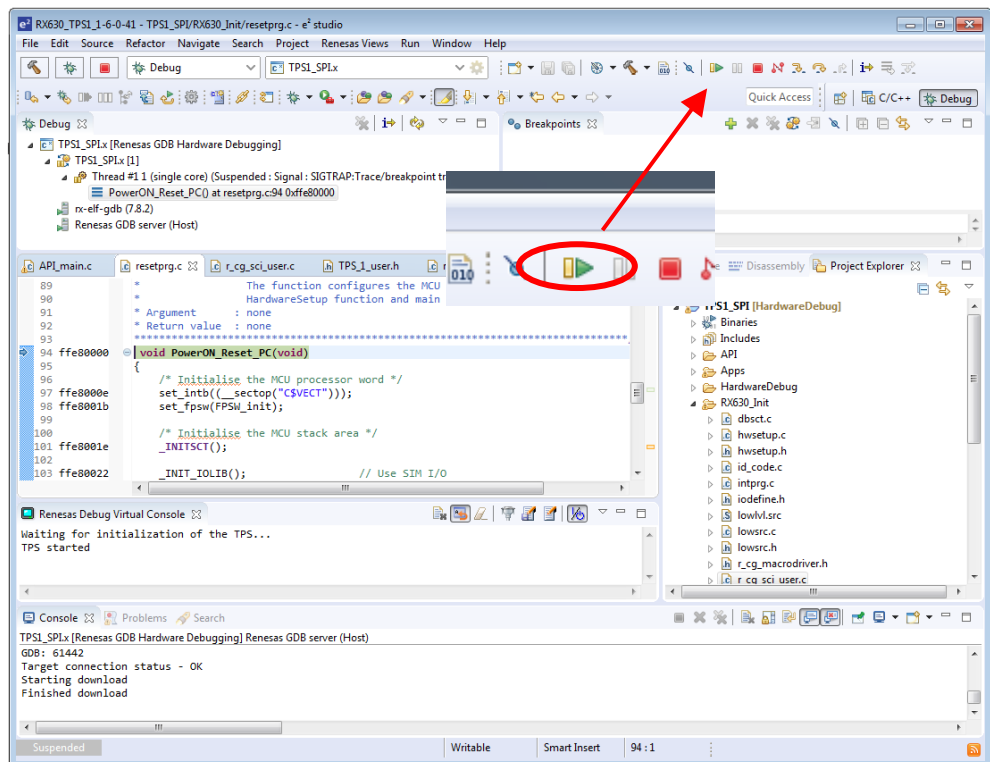 RX630_TPS1_1-6-0-41 - TPS1_SPI/RX630_Init/resetprg.c - e² studio
File Edit Source Refactor Navigate Search Project Renesas Views Run Window Help
Debug TPS1_SPI.x
Quick Access C/C++ Debug
Debug
Breakpoints
TPS1_SPI.x [Renesas GDB Hardware Debugging]
TPS1_SPI.x [1]
Thread #1 1 (single core) (Suspended : Signal : SIGTRAP:Trace/breakpoint tr
PowerON_Reset_PC() at resetprg.c:94 0xffe80000
rx-elf-gdb (7.8.2)
Renesas GDB server (Host)
010
API_main.c resetprg.c r_cg_sci_user.c TPS_1_user.h
89 * The function configures the MCU
90 * HardwareSetup function and main
91 * Argument : none
92 * Return value : none
93 ******************************************************************************
94 ffe80000 void PowerON_Reset_PC(void)
95 {
96 /* Initialise the MCU processor word */
97 ffe8000e set_intb((__sectop("C$VECT")));
98 ffe8001b set_fpsw(FPSW_init);
99
100 /* Initialise the MCU stack area */
101 ffe8001e _INITSCT();
102
103 ffe80022 _INIT_IOLIB(); // Use SIM I/O
Disassembly Project Explorer
TPS1_SPI [HardwareDebug]
Binaries
Includes
API
Apps
HardwareDebug
RX630_Init
dbsct.c
hwsetup.c
hwsetup.h
id_code.c
intprg.c
iodefine.h
lowlvl.src
lowsrc.c
lowsrc.h
r_cg_macrodriver.h
r_cg_sci_user.c
Renesas Debug Virtual Console
Waiting for initialization of the TPS...
TPS started
Console Problems Search
TPS1_SPI.x [Renesas GDB Hardware Debugging] Renesas GDB server (Host)
GDB: 61442
Target connection status - OK
Starting download
Finished download
Suspended Writable Smart Insert 94 : 1